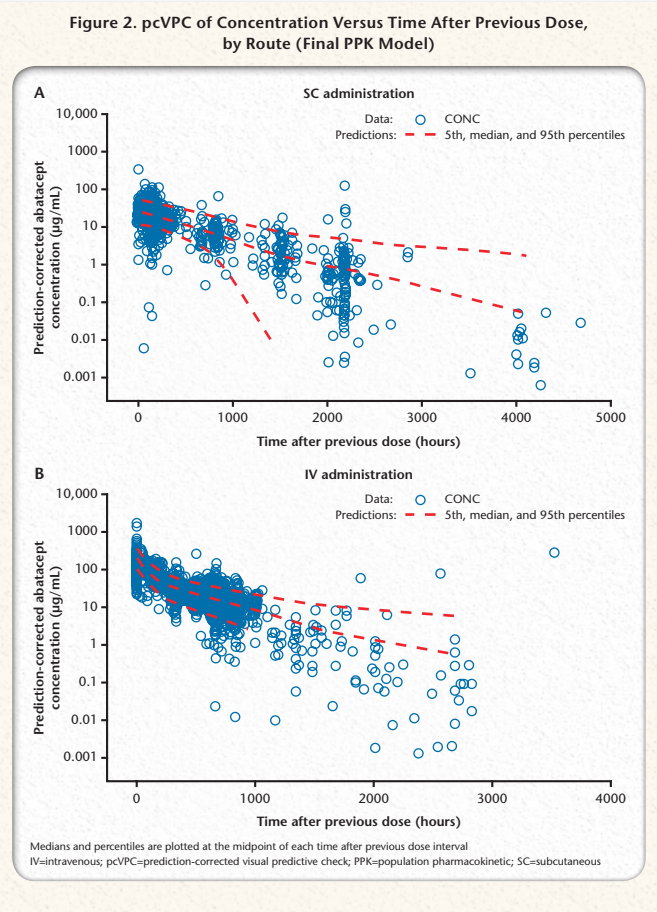 Figure 2. pcVPC of Concentration Versus Time After Previous Dose,
by Route (Final PPK Model)
A
SC administration
Data: CONC
Predictions: 5th, median, and 95th percentiles
Prediction-corrected abatacept
concentration (µg/mL)
10,000
1000
100
10
1
0.1
0.01
0.001
0 1000 2000 3000 4000 5000
Time after previous dose (hours)
B
IV administration
Data: CONC
Predictions: 5th, median, and 95th percentiles
Prediction-corrected abatacept
concentration (µg/mL)
10,000
1000
100
10
1
0.1
0.01
0.001
0 1000 2000 3000 4000
Time after previous dose (hours)
Medians and percentiles are plotted at the midpoint of each time after previous dose interval
IV=intravenous; pcVPC=prediction-corrected visual predictive check; PPK=population pharmacokinetic; SC=subcutaneous